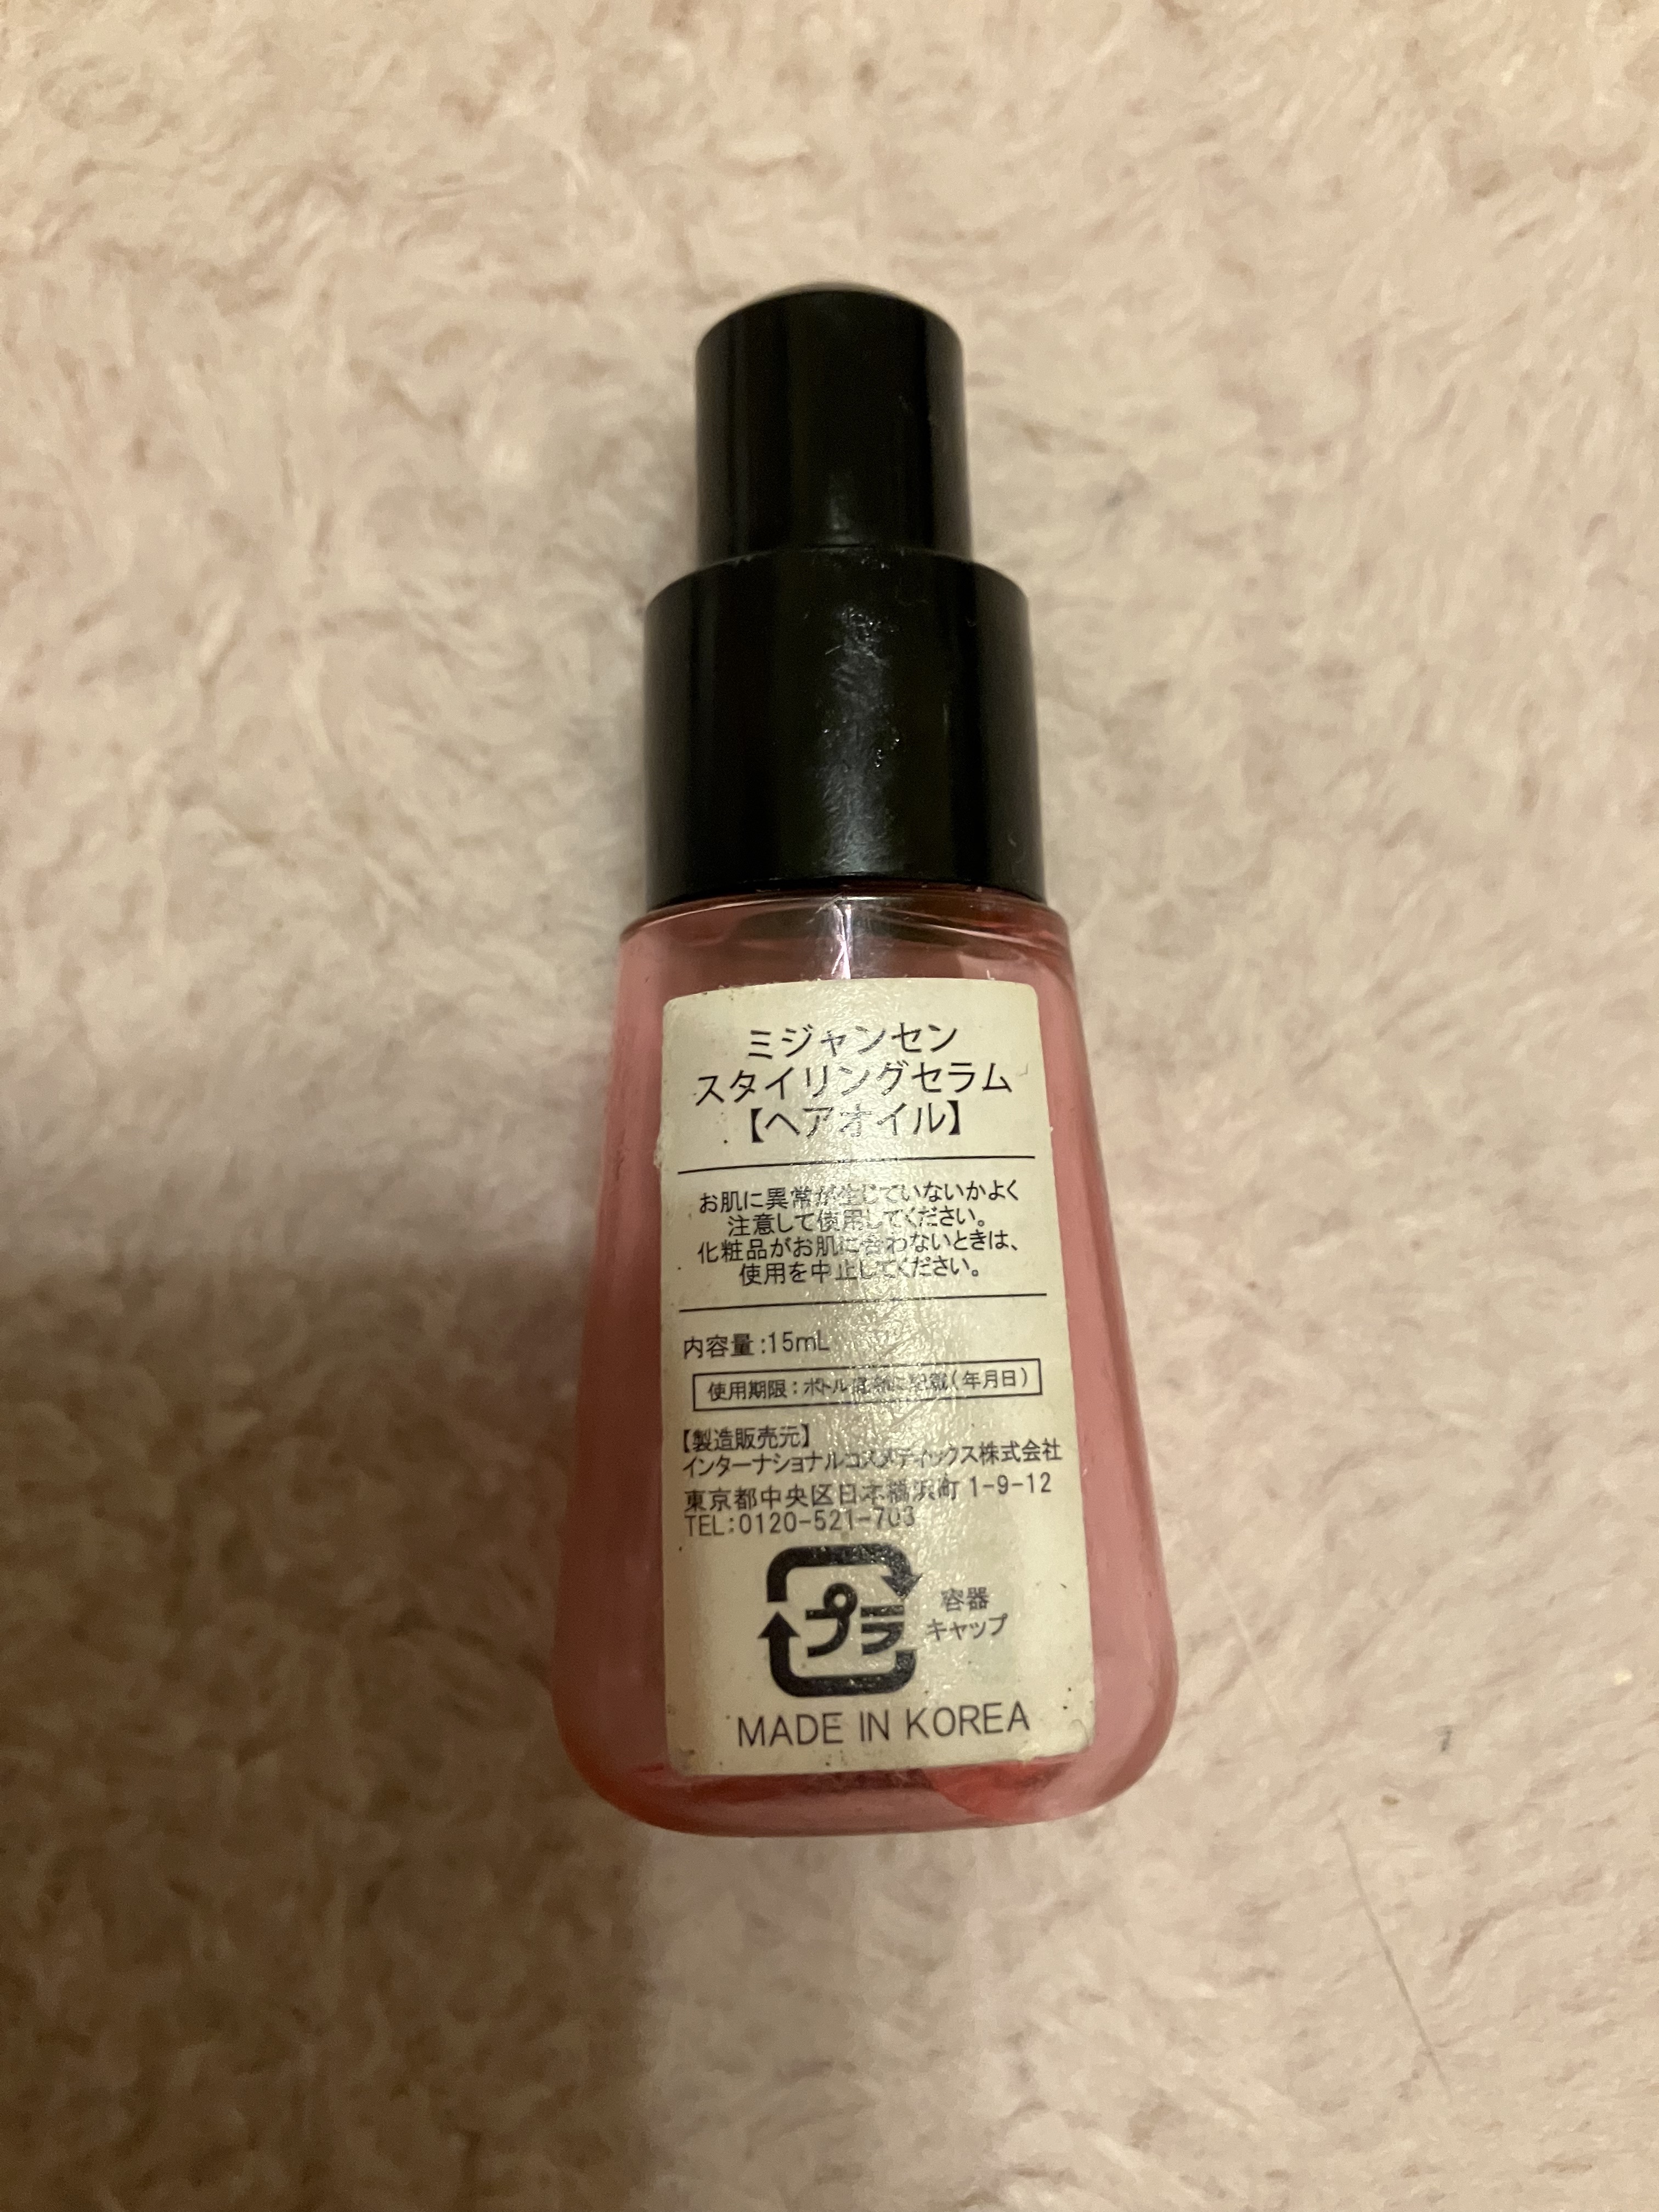 ミジャンセン
スタイリングセラム
【ヘアオイル】
お肌に異常が生じていないかよく
注意して使用してください。
化粧品がお肌に合わないときは、
使用を中止してください。
内容量:15mL
使用期限:ボトル底部に記載(年月日)
【製造販売元】
インターナショナルコスメティックス株式会社
東京都中央区日本橋浜町 1-9-12
TEL:0120-521-703
プラ
容器
キャップ
MADE IN KOREA